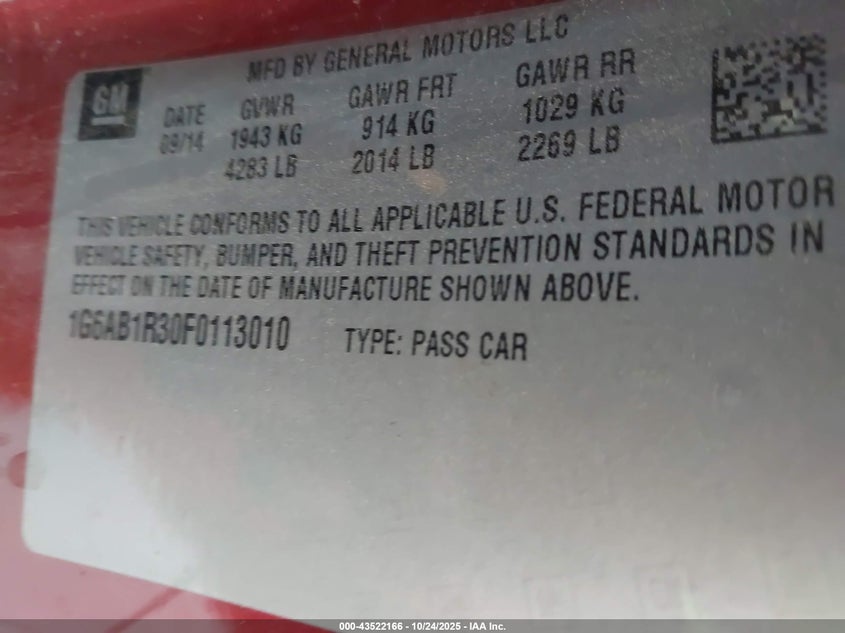 MFD BY GENERAL MOTORS LLC
GM
DATE GVWR GAWR FRT GAWR RR
09/14 1943 KG 914 KG 1029 KG
4283 LB 2014 LB 2269 LB
THIS VEHICLE CONFORMS TO ALL APPLICABLE U.S. FEDERAL MOTOR
VEHICLE SAFETY, BUMPER, AND THEFT PREVENTION STANDARDS IN
EFFECT ON THE DATE OF MANUFACTURE SHOWN ABOVE.
1G6AB1R30F0113010 TYPE: PASS CAR
000-43522166 - 10/24/2025 - IAA Inc.